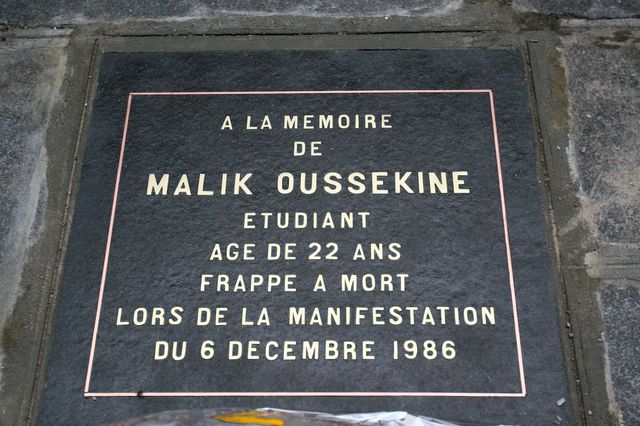 A LA MEMOIRE
DE
MALIK OUSSEKINE
ETUDIANT
AGE DE 22 ANS
FRAPPE A MORT
LORS DE LA MANIFESTATION
DU 6 DECEMBRE 1986